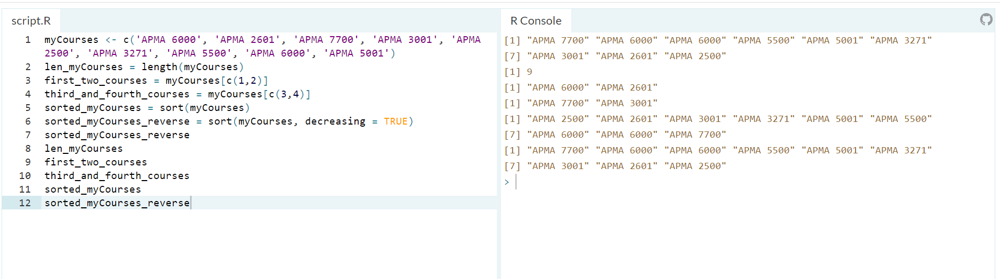 script.R
1 myCourses <- c('APMA 6000', 'APMA 2601', 'APMA 7700', 'APMA 3001', 'APMA
2500', 'APMA 3271', 'APMA 5500', 'APMA 6000', 'APMA 5001')
2 len_myCourses = length(myCourses)
3 first_two_courses = myCourses[c(1,2)]
4 third_and_fourth_courses = myCourses[c(3,4)]
5 sorted_myCourses = sort(myCourses)
6 sorted_myCourses_reverse = sort(myCourses, decreasing = TRUE)
7 sorted_myCourses_reverse
8 len_myCourses
9 first_two_courses
10 third_and_fourth_courses
11 sorted_myCourses
12 sorted_myCourses_reverse
R Console
[1] "APMA 7700" "APMA 6000" "APMA 6000" "APMA 5500" "APMA 5001" "APMA 3271"
[7] "APMA 3001" "APMA 2601" "APMA 2500"
[1] 9
[1] "APMA 6000" "APMA 2601"
[1] "APMA 7700" "APMA 3001"
[1] "APMA 2500" "APMA 2601" "APMA 3001" "APMA 3271" "APMA 5001" "APMA 5500"
[7] "APMA 6000" "APMA 6000" "APMA 7700"
[1] "APMA 7700" "APMA 6000" "APMA 6000" "APMA 5500" "APMA 5001" "APMA 3271"
[7] "APMA 3001" "APMA 2601" "APMA 2500"
>